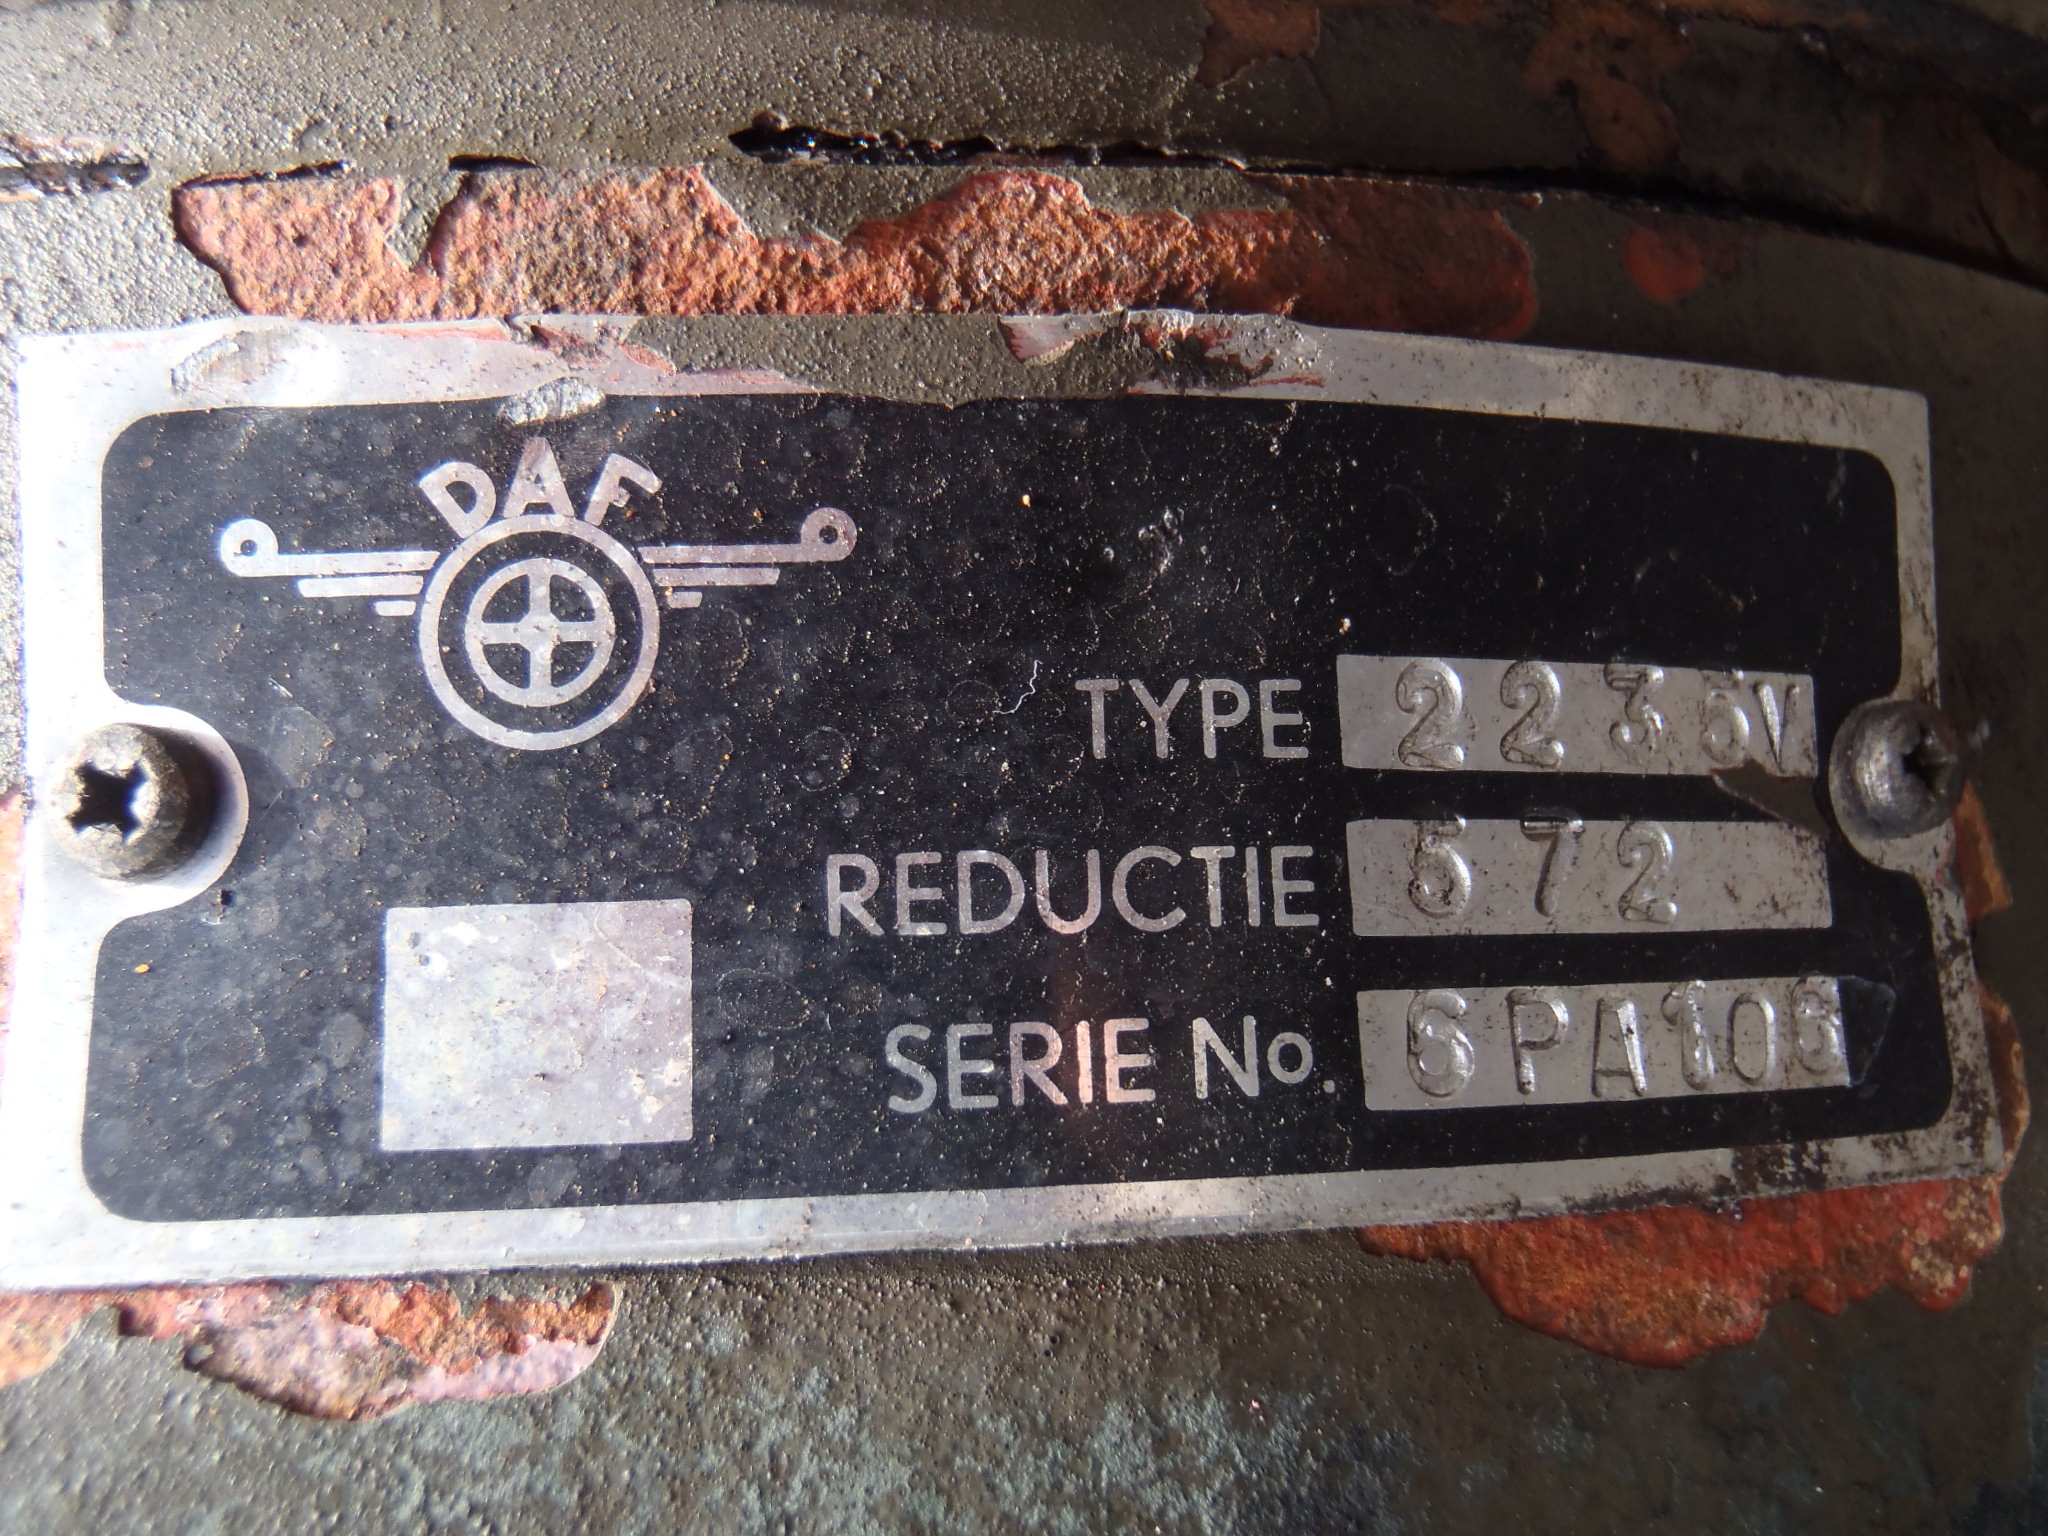 DAF
TYPE 2235V
REDUCTIE 572
SERIE No. 6PA106